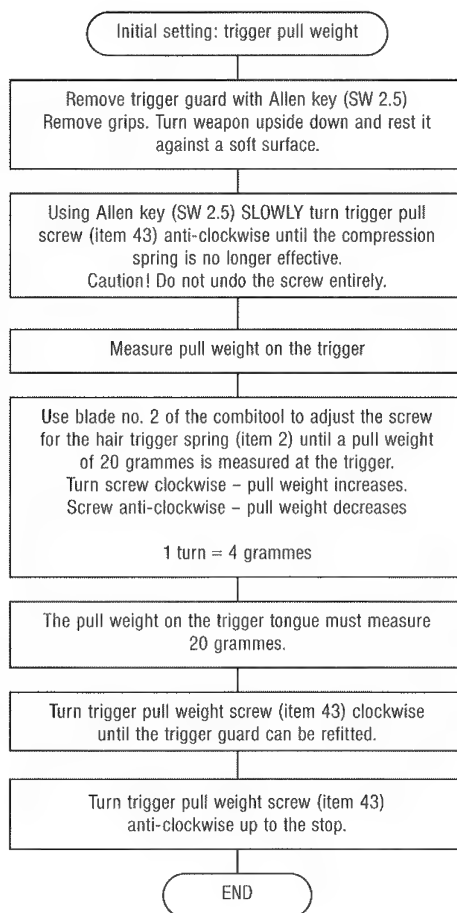 Initial setting: trigger pull weight
Remove trigger guard with Allen key (SW 2.5)
Remove grips. Turn weapon upside down and rest it
against a soft surface.
Using Allen key (SW 2.5) SLOWLY turn trigger pull
screw (item 43) anti-clockwise until the compression
spring is no longer effective.
Caution! Do not undo the screw entirely.
Measure pull weight on the trigger
Use blade no. 2 of the combitool to adjust the screw
for the hair trigger spring (item 2) until a pull weight
of 20 grammes is measured at the trigger.
Turn screw clockwise – pull weight increases.
Screw anti-clockwise – pull weight decreases
1 turn = 4 grammes
The pull weight on the trigger tongue must measure
20 grammes.
Turn trigger pull weight screw (item 43) clockwise
until the trigger guard can be refitted.
Turn trigger pull weight screw (item 43)
anti-clockwise up to the stop.
END